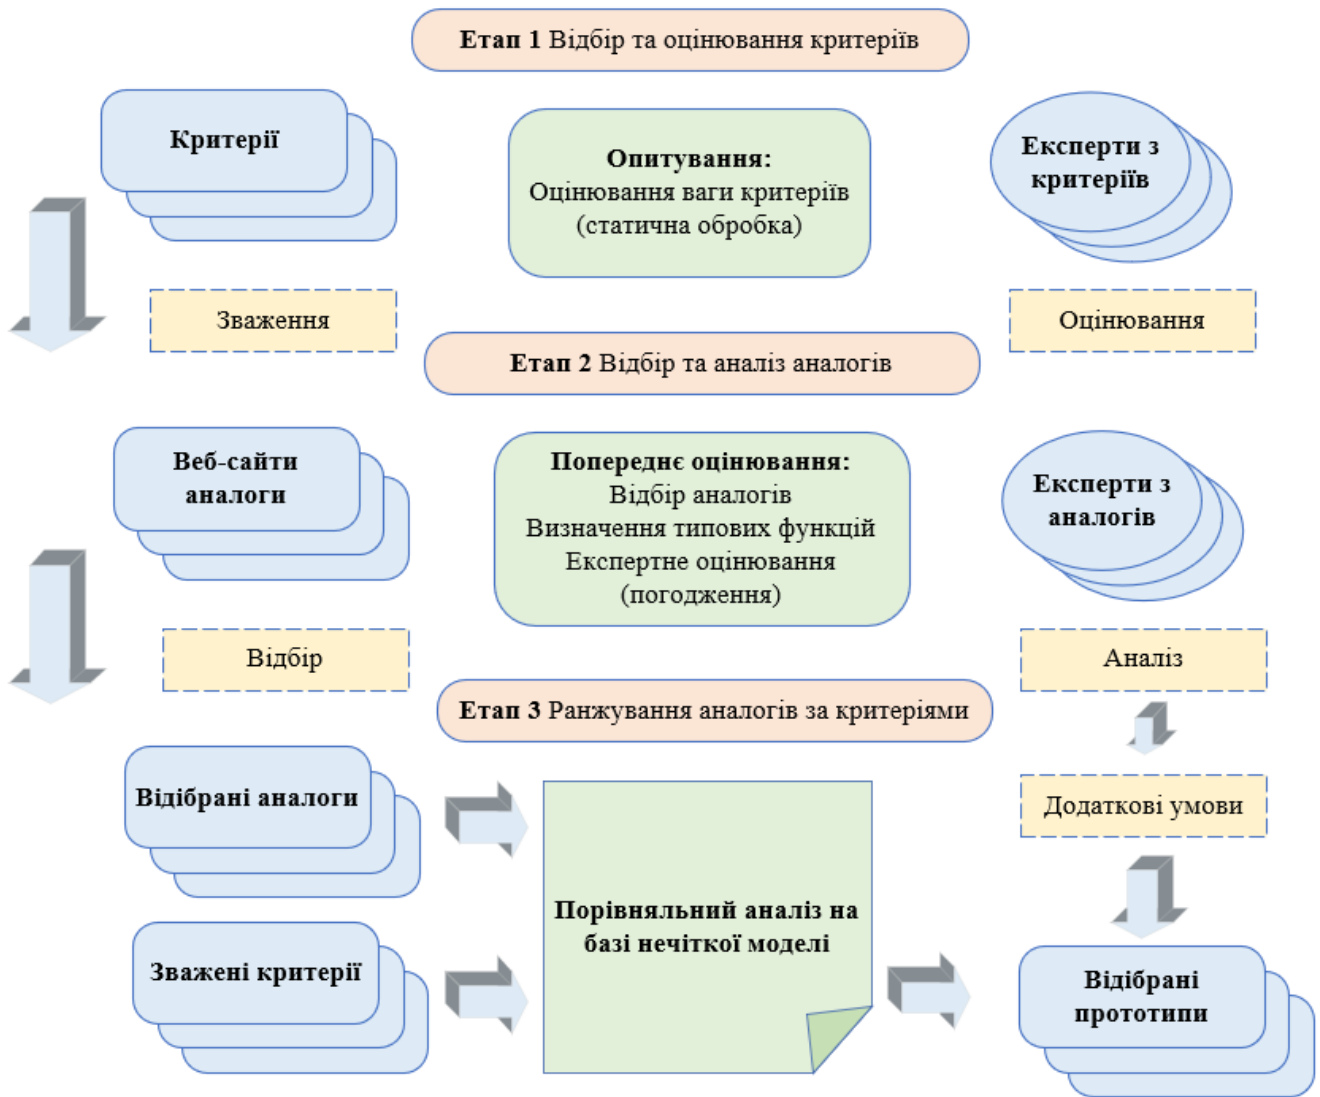 Етап 1 Відбір та оцінювання критеріїв
Критерії
Опитування:
Оцінювання ваги критеріїв
(статична обробка)
Експерти з
критеріїв
Зваження
Оцінювання
Етап 2 Відбір та аналіз аналогів
Веб-сайти
аналоги
Попереднє оцінювання:
Відбір аналогів
Визначення типових функцій
Експертне оцінювання
(погодження)
Експерти з
аналогів
Відбір
Аналіз
Етап 3 Ранжування аналогів за критеріями
Відібрані аналоги
Додаткові умови
Порівняльний аналіз на
базі нечіткої моделі
Зважені критерії
Відібрані
прототипи